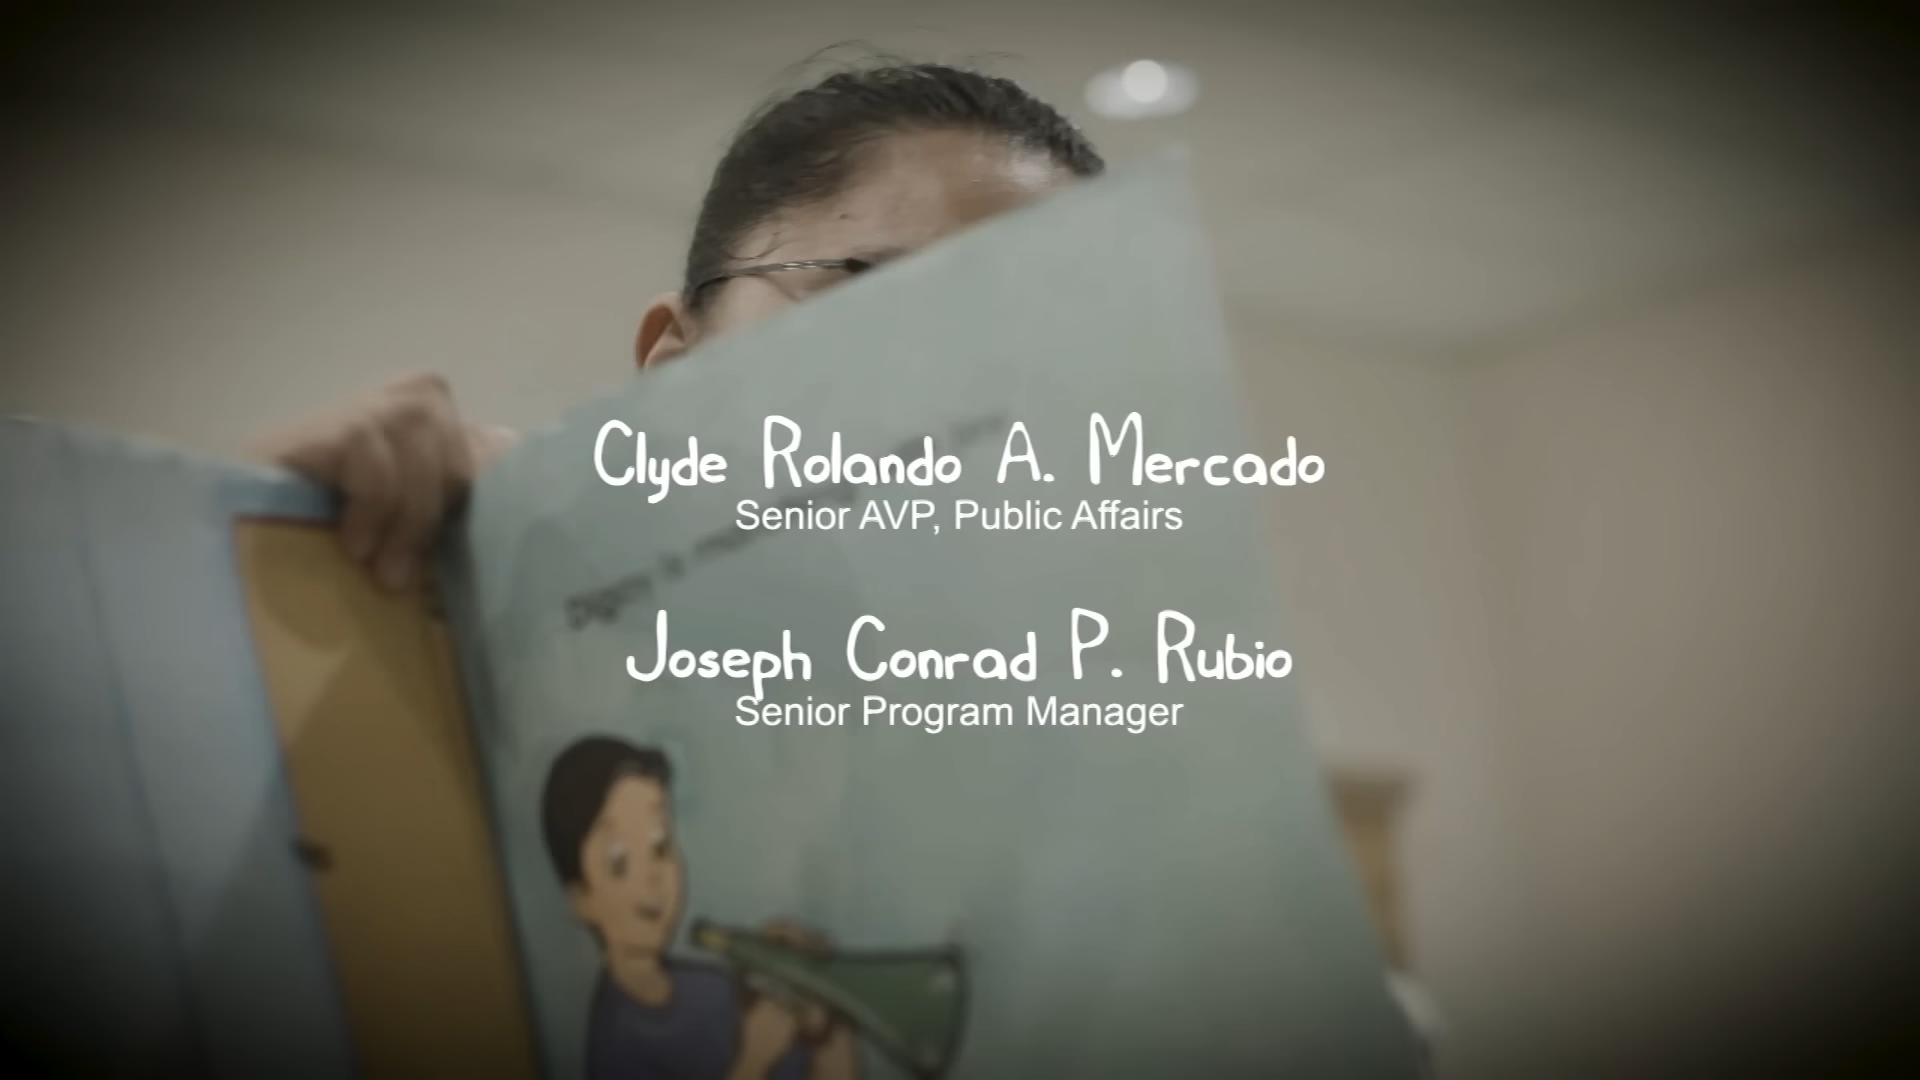 Clyde Rolando A. Mercado
Senior AVP, Public Affairs
Joseph Conrad P. Rubio
Senior Program Manager